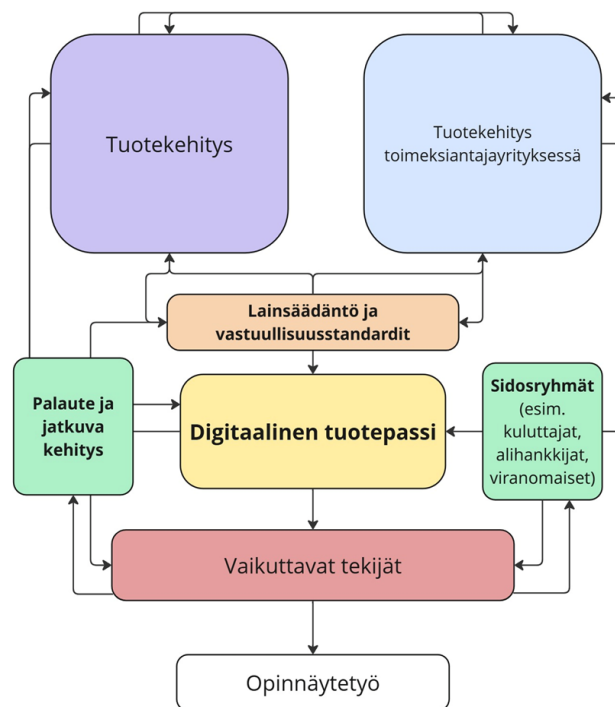 Tuotekehitys
Tuotekehitys
toimeksiantajayrityksessä
Lainsäädäntö ja
vastuullisuusstandardit
Palaute ja
jatkuva
kehitys
Digitaalinen tuotepassi
Sidosryhmät
(esim.
kuluttajat,
alihankkijat,
viranomaiset)
Vaikuttavat tekijät
Opinnäytetyö